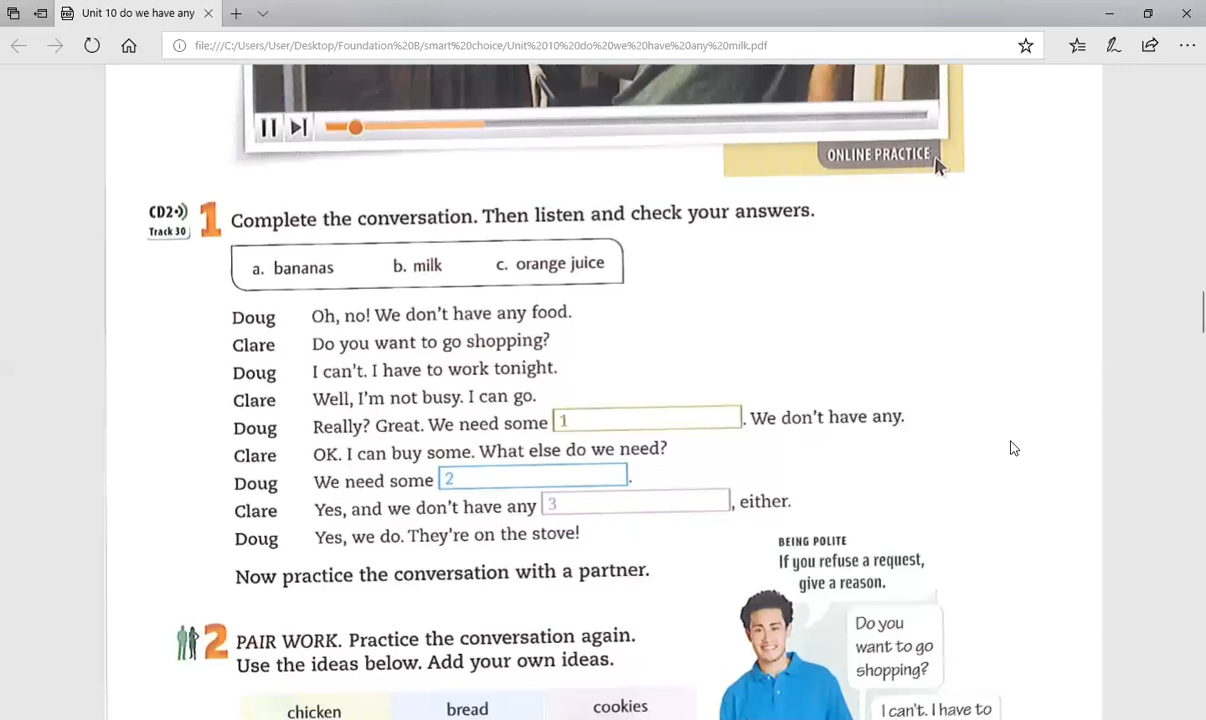 Unit 10 do we have any
file:///C:/Users/User/Desktop/Foundation%20B/smart%20choice/Unit%2010%20do%20we%20have%20any%20milk.pdf
ONLINE PRACTICE
CD2
Track 30
1 Complete the conversation. Then listen and check your answers.
a. bananas b. milk c. orange juice
Doug Oh, no! We don't have any food.
Clare Do you want to go shopping?
Doug I can't. I have to work tonight.
Clare Well, I'm not busy. I can go.
Doug Really? Great. We need some 1 . We don't have any.
Clare OK. I can buy some. What else do we need?
Doug We need some 2 .
Clare Yes, and we don't have any 3 , either.
Doug Yes, we do. They're on the stove!
Now practice the conversation with a partner.
BEING POLITE
If you refuse a request,
give a reason.
2 PAIR WORK. Practice the conversation again.
Use the ideas below. Add your own ideas.
chicken bread cookies
Do you
want to go
shopping?
I can't. I have to